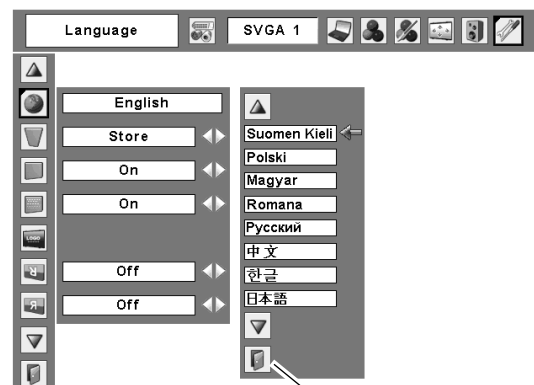 Language
SVGA 1
English
Store
On
On
LOGO
Off
Off
Suomen Kieli
Polski
Magyar
Romana
Русский
中文
한글
日本語